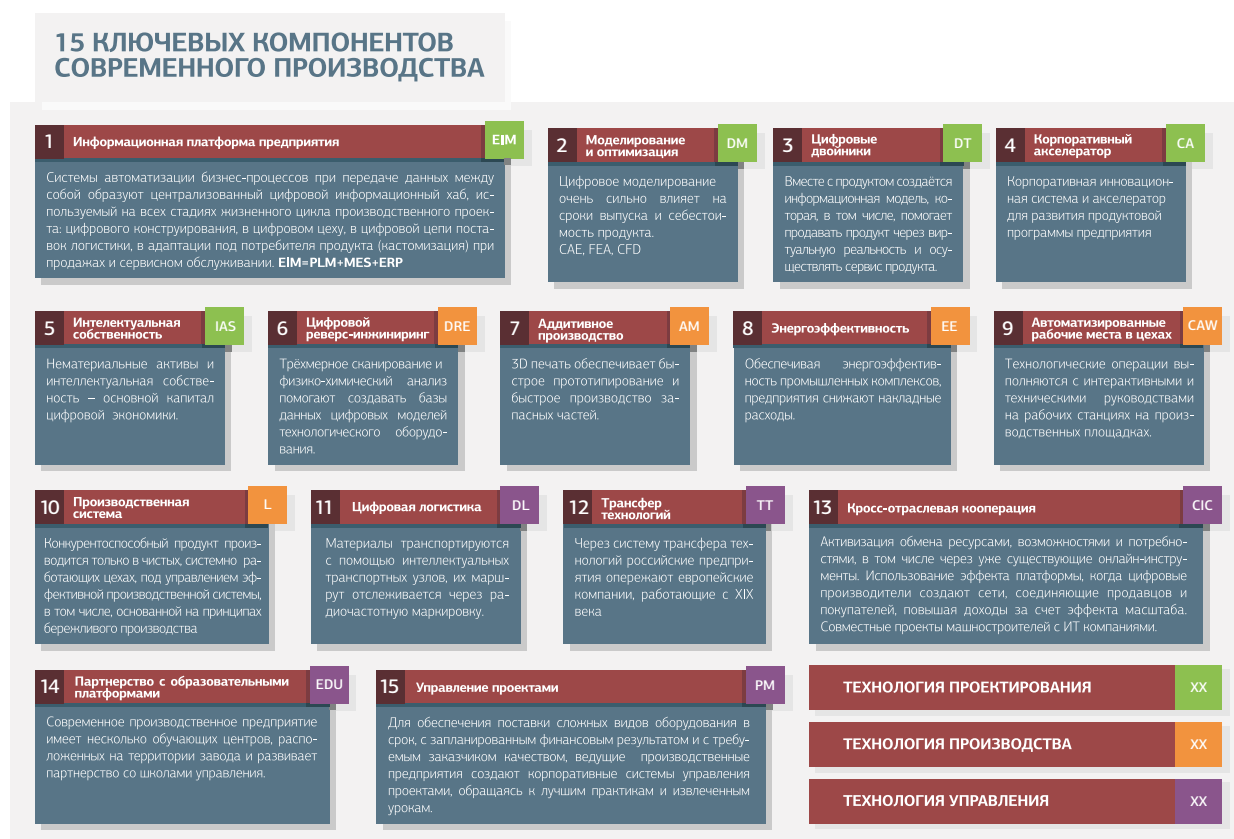 15 КЛЮЧЕВЫХ КОМПОНЕНТОВ
СОВРЕМЕННОГО ПРОИЗВОДСТВА
1
Информационная платформа предприятия
EIM
Системы автоматизации бизнес-процессов при передаче данных между
собой образуют централизованный цифровой информационный хаб, ис-
пользуемый на всех стадиях жизненного цикла производственного проек-
та: цифрового конструирования, в цифровом цеху, в цифровой цепи поста-
вок логистики, в адаптации под потребителя продукта (кастомизация) при
продажах и сервисном обслуживании. EIM=PLM+MES+ERP
2
Моделирование
и оптимизация
DM
Цифровое моделирование
очень сильно влияет на
сроки выпуска и себестои-
мость продукта.
CAE, FEA, CFD
3
Цифровые
двойники
DT
Вместе с продуктом создаётся
информационная модель, ко-
торая, в том числе, помогает
продавать продукт через вир-
туальную реальность и осу-
ществлять сервис продукта.
4
Корпоративный
акселератор
CA
Корпоративная инновацион-
ная система и акселератор
для развития продуктовой
программы предприятия
5
Интелектуальная
собственность
IAS
Нематериальные активы и
интеллектуальная собстве-
ность – основной капитал
цифровой экономики.
6
Цифровой
реверс-инжиниринг
DRE
Трёхмерное сканирование и
физико-химический анализ
помогают создавать базы
данных цифровых моделей
технологического оборудо-
вания.
7
Аддитивное
производство
AM
3D печать обеспечивает бы-
строе прототипирование и
быстрое производство за-
пасных частей.
8
Энергоэффективность
EE
Обеспечивая энергоэффектив-
ность промышленных комплексов,
предприятия снижают накладные
расходы.
9
Автоматизированные
рабочие места в цехах
CAW
Технологические операции вы-
полняются с интерактивными и
техническими руководствами
на рабочих станциях на произ-
водственных площадках.
10
Производственная
система
L
Конкурентоспособный продукт произ-
водится только в чистых, системно ра-
ботающих цехах, под управлением эф-
фективной производственной системы,
в том числе, основанной на принципах
бережливого производства
11
Цифровая логистика
DL
Материалы транспортируются
с помощью интеллектуальных
транспортных узлов, их марш-
рут отслеживается через ра-
диочастотную маркировку.
12
Трансфер
технологий
TT
Через систему трансфера тех-
нологий российские предпри-
ятия опережают европейские
компании, работающие с XIX
века
13
Кросс-отраслевая кооперация
CIC
Активизация обмена ресурсами, возможностями и потребно-
стями, в том числе через уже существующие онлайн-инстру-
менты. Использование эффекта платформы, когда цифровые
производители создают сети, соединяющие продавцов и
покупателей, повышая доходы за счет эффекта масштаба.
Совместные проекты машностроителей с ИТ компаниями.
14
Партнерство с образовательными
платформами
EDU
Современное производственное предприятие
имеет несколько обучающих центров, распо-
ложенных на территории завода и развивает
партнерство со школами управления.
15
Управление проектами
PM
Для обеспечения поставки сложных видов оборудования в
срок, с запланированным финансовым результатом и с требу-
емым заказчиком качеством, ведущие производственные
предприятия создают корпоративные системы управления
проектами, обращаясь к лучшим практикам и извлеченным
урокам.
ТЕХНОЛОГИЯ ПРОЕКТИРОВАНИЯ
XX
ТЕХНОЛОГИЯ ПРОИЗВОДСТВА
XX
ТЕХНОЛОГИЯ УПРАВЛЕНИЯ
XX